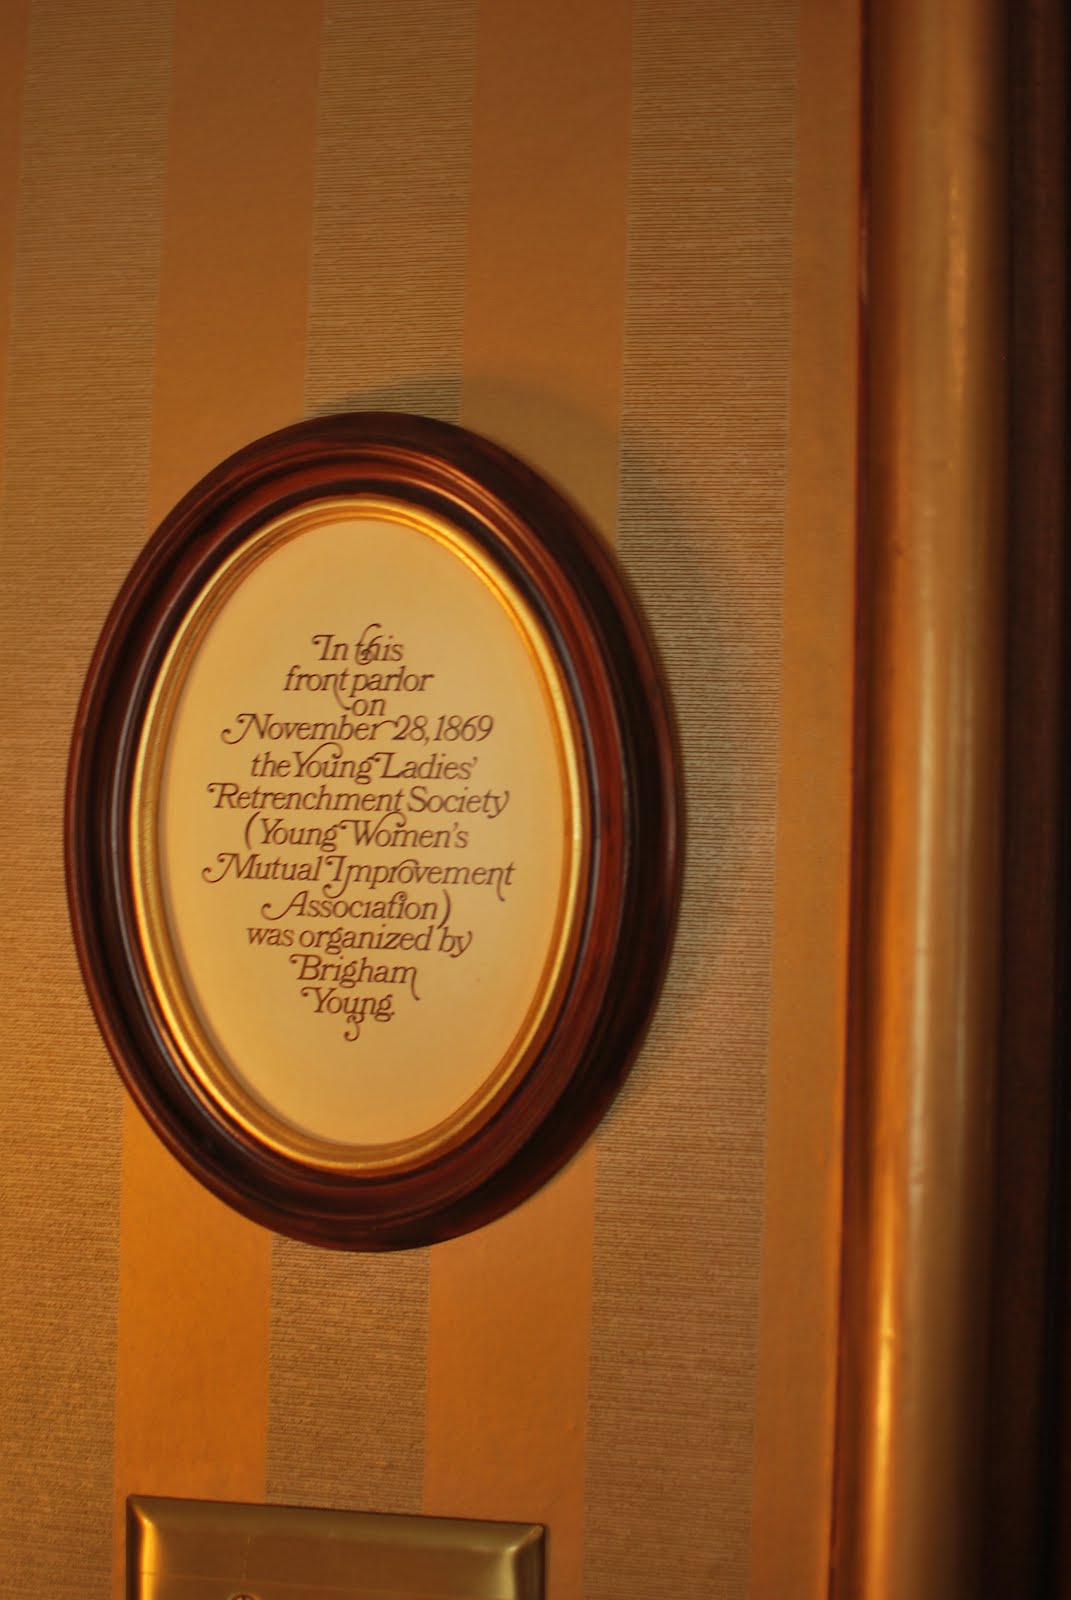 In this
front parlor
on
November 28, 1869
the Young Ladies'
Retrenchment Society
(Young Women's
Mutual Improvement
Association)
was organized by
Brigham
Young.